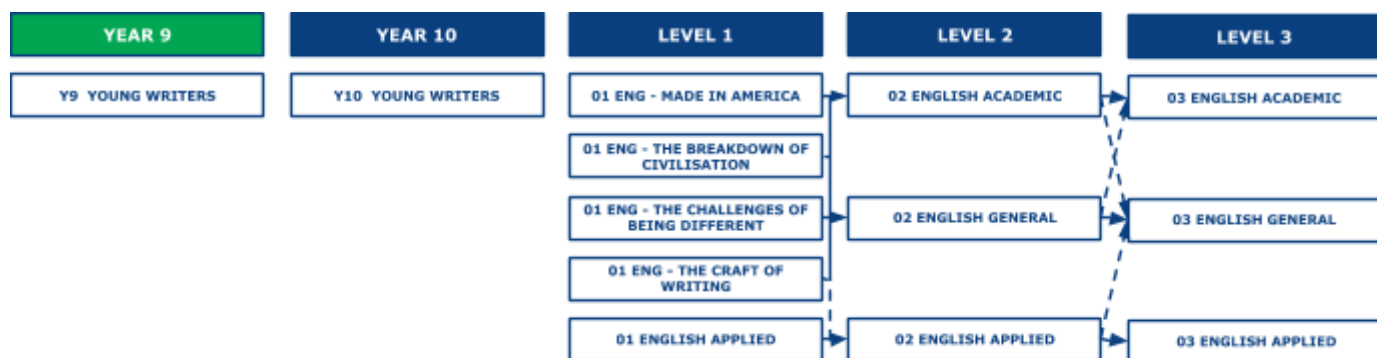 YEAR 9
YEAR 10
LEVEL 1
LEVEL 2
LEVEL 3
Y9 YOUNG WRITERS
Y10 YOUNG WRITERS
01 ENG - MADE IN AMERICA
02 ENGLISH ACADEMIC
03 ENGLISH ACADEMIC
01 ENG - THE BREAKDOWN OF
CIVILISATION
01 ENG - THE CHALLENGES OF
BEING DIFFERENT
02 ENGLISH GENERAL
03 ENGLISH GENERAL
01 ENG - THE CRAFT OF
WRITING
01 ENGLISH APPLIED
02 ENGLISH APPLIED
03 ENGLISH APPLIED